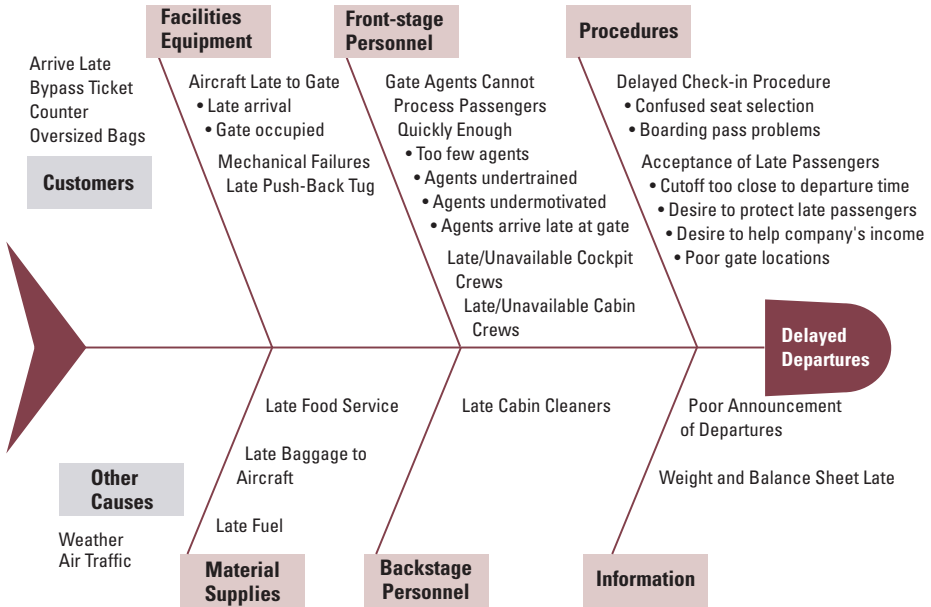 Facilities
Equipment
Front-stage
Personnel
Procedures
Arrive Late
Bypass Ticket
Counter
Oversized Bags
Customers
Aircraft Late to Gate
• Late arrival
• Gate occupied
Mechanical Failures
Late Push-Back Tug
Gate Agents Cannot
Process Passengers
Quickly Enough
• Too few agents
• Agents undertrained
• Agents undermotivated
• Agents arrive late at gate
Late/Unavailable Cockpit
Crews
Late/Unavailable Cabin
Crews
Delayed Check-in Procedure
• Confused seat selection
• Boarding pass problems
Acceptance of Late Passengers
• Cutoff too close to departure time
• Desire to protect late passengers
• Desire to help company's income
• Poor gate locations
Delayed
Departures
Late Food Service
Late Baggage to
Aircraft
Late Fuel
Late Cabin Cleaners
Poor Announcement
of Departures
Weight and Balance Sheet Late
Other
Causes
Weather
Air Traffic
Material
Supplies
Backstage
Personnel
Information